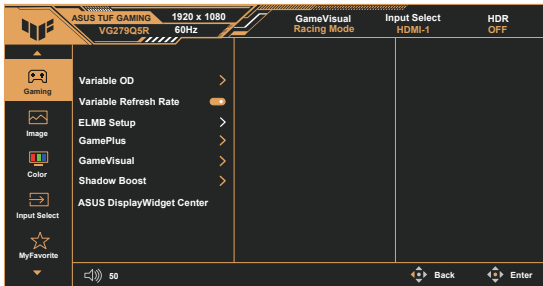 ASUS TUF GAMING 1920 x 1080
VG279Q5R 60Hz
GameVisual
Racing Mode
Input Select
HDMI-1
HDR
OFF
Gaming
Image
Color
Input Select
MyFavorite
Variable OD
Variable Refresh Rate
ELMB Setup
GamePlus
GameVisual
Shadow Boost
ASUS DisplayWidget Center
50
Back
Enter